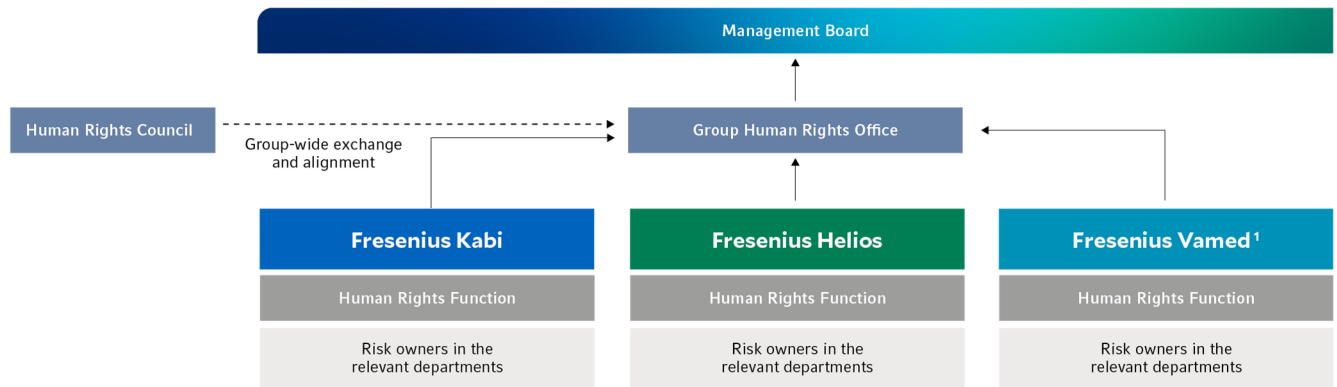 Management Board
Human Rights Council
Group-wide exchange
and alignment
Group Human Rights Office
Fresenius Kabi
Human Rights Function
Risk owners in the
relevant departments
Fresenius Helios
Human Rights Function
Risk owners in the
relevant departments
Fresenius Vamed¹
Human Rights Function
Risk owners in the
relevant departments